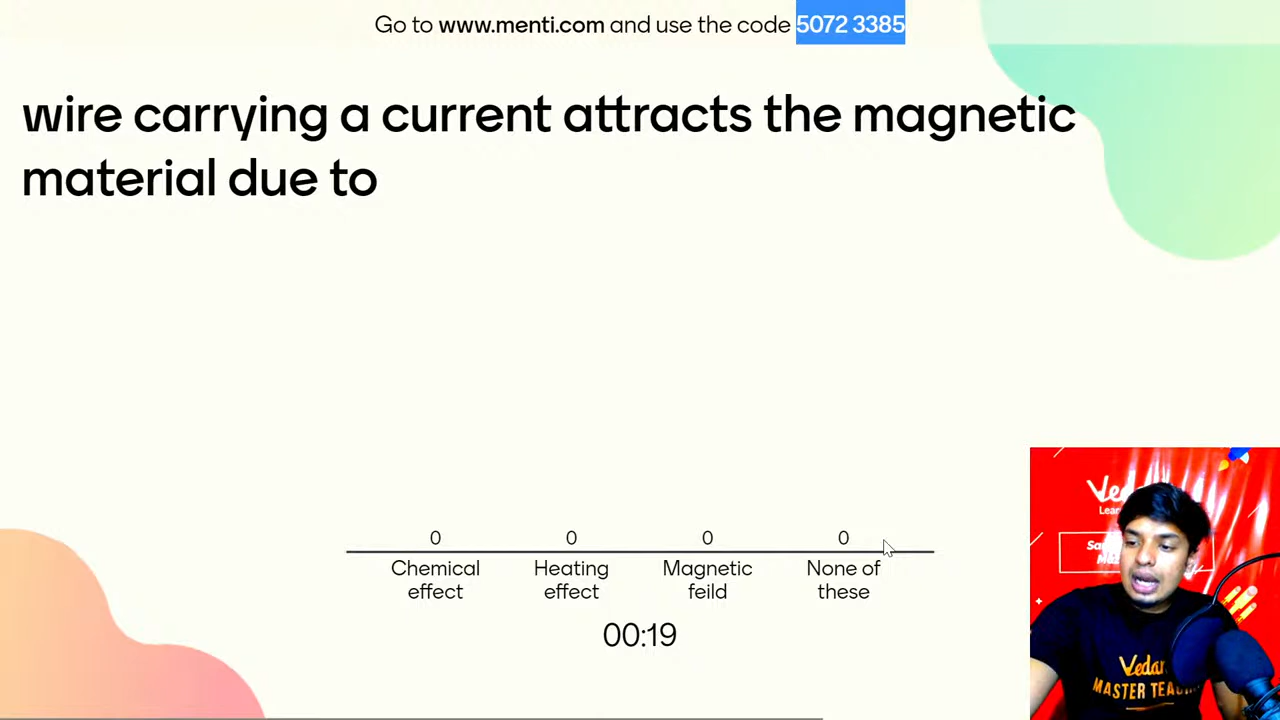 Go to www.menti.com and use the code 5072 3385
wire carrying a current attracts the magnetic
material due to
0 0 0 0
Chemical effect
Heating effect
Magnetic feild
None of these
00:19
Vedan
MASTER TEA